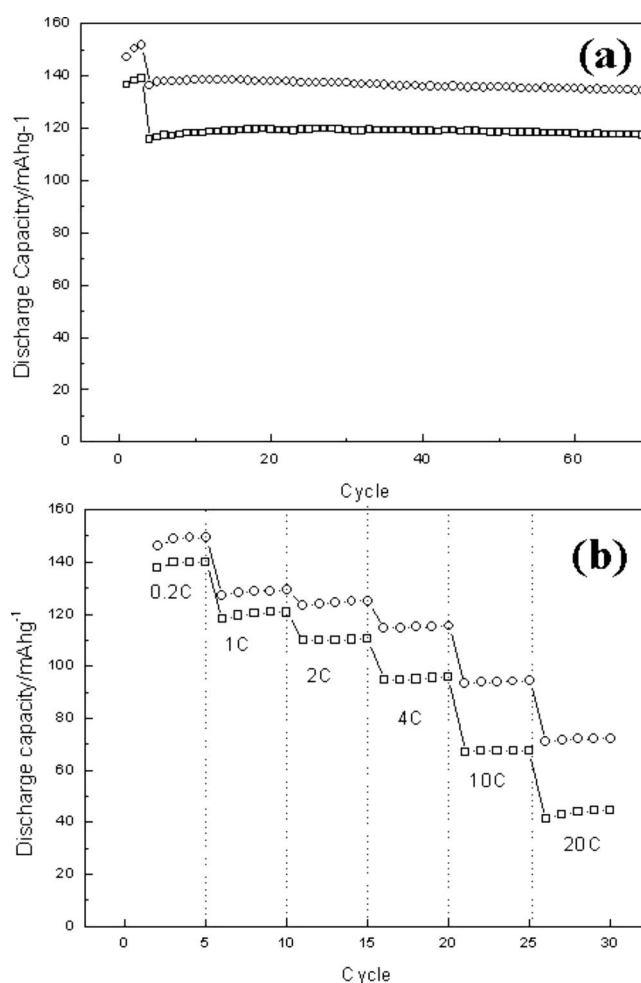 (a)
160
140
120
100
80
60
40
20
0
Discharge Capacitry/mAhg-1
0 20 40 60
Cycle
(b)
160
140
120
100
80
60
40
20
0
Discharge capacity/mAhg-1
0.2C
1C
2C
4C
10C
20C
0 5 10 15 20 25 30
Cycle